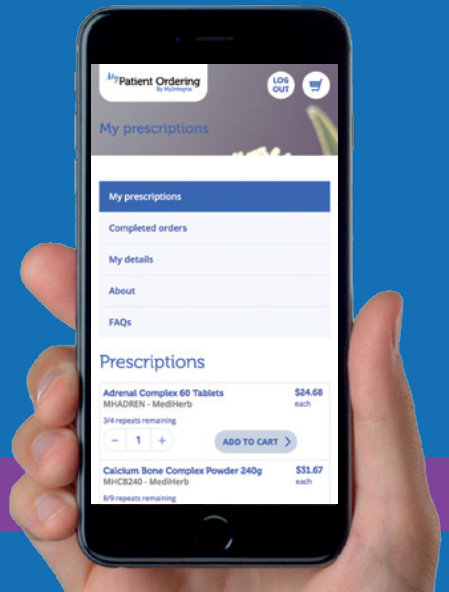 My Patient Ordering
By MyIntegria
LOG OUT
My prescriptions
My prescriptions
Completed orders
My details
About
FAQs
Prescriptions
Adrenal Complex 60 Tablets $24.68
MHADREN - MediHerb each
3/4 repeats remaining
− 1 +
ADD TO CART >
Calcium Bone Complex Powder 240g $31.67
MHCB240 - MediHerb each
8/9 repeats remaining